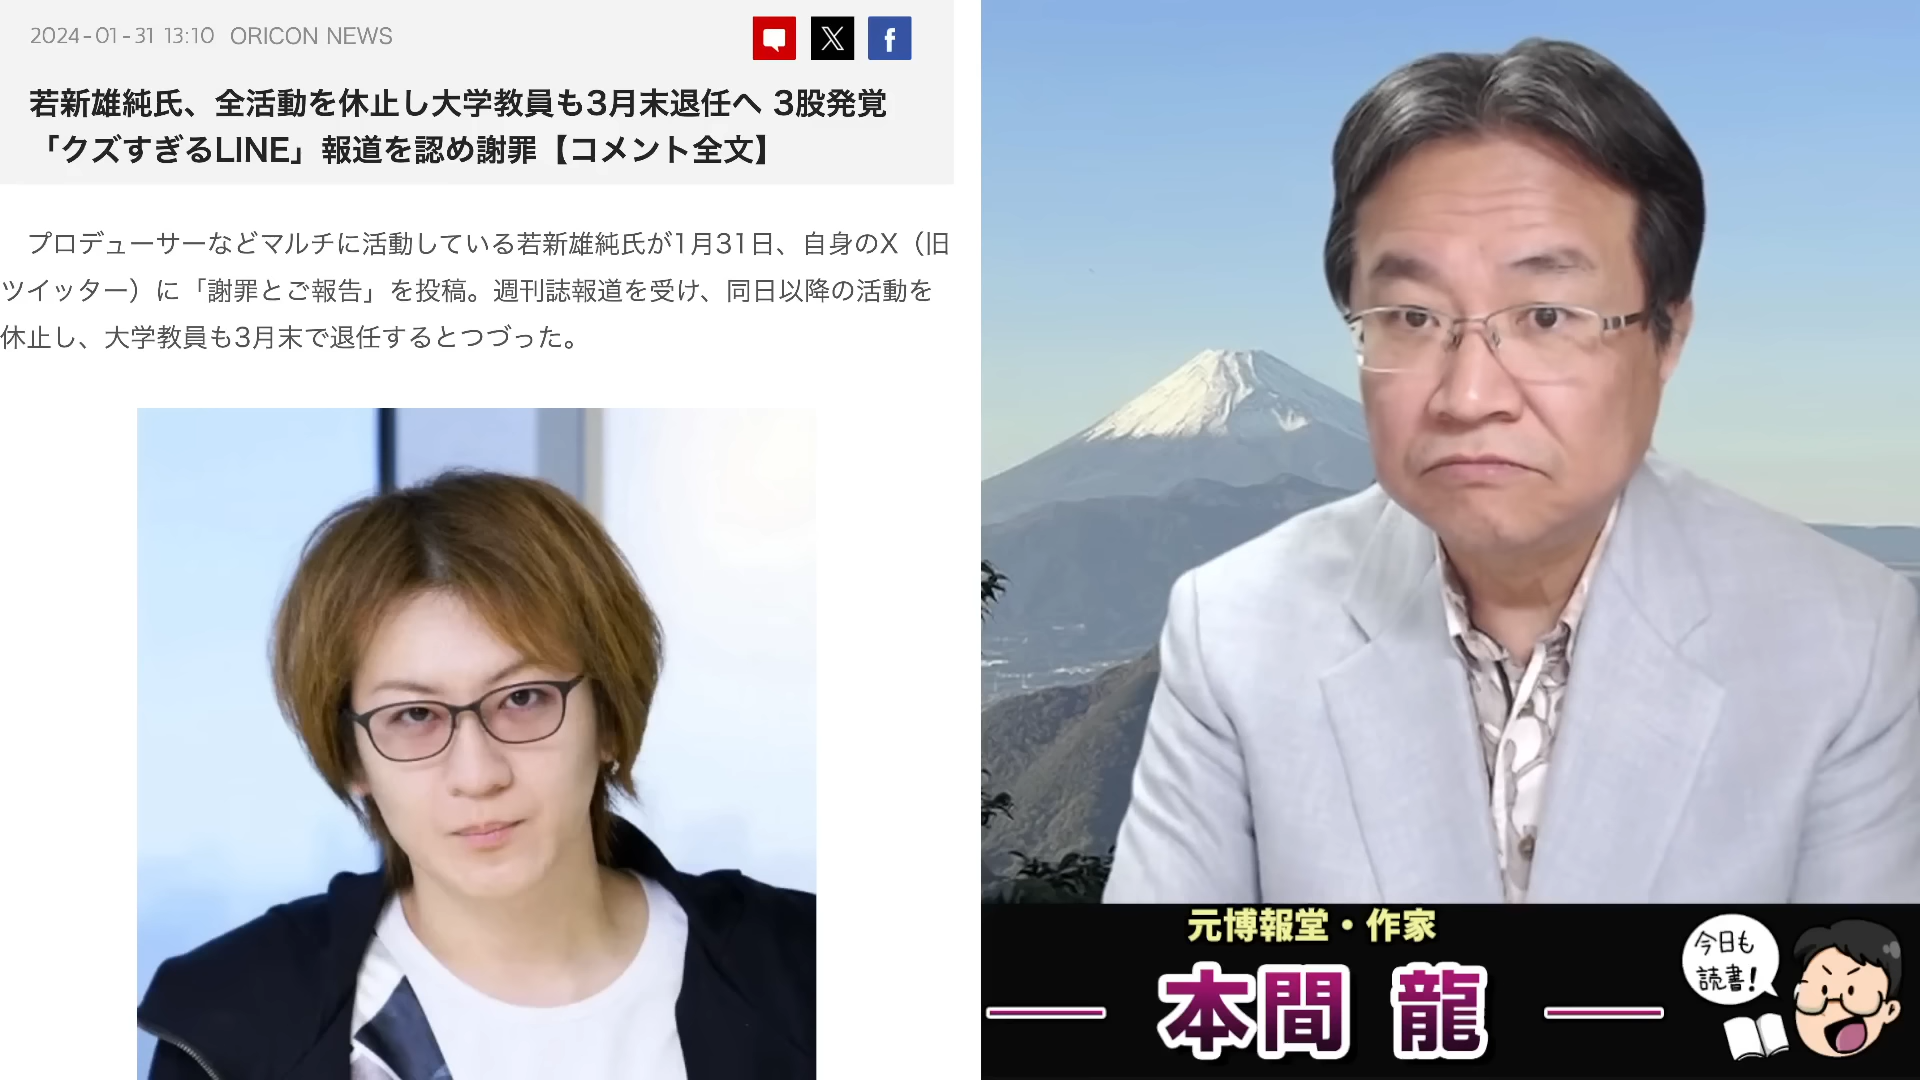 2024-01-31 13:10 ORICON NEWS
若新雄純氏、全活動を休止し大学教員も3月末退任へ 3股発覚
「クズすぎるLINE」報道を認め謝罪【コメント全文】
プロデューサーなどマルチに活動している若新雄純氏が1月31日、自身のX（旧
ツイッター）に「謝罪とご報告」を投稿。週刊誌報道を受け、同日以降の活動を
休止し、大学教員も3月末で退任するとつづった。
元博報堂・作家
本間 龍
今日も
読書!